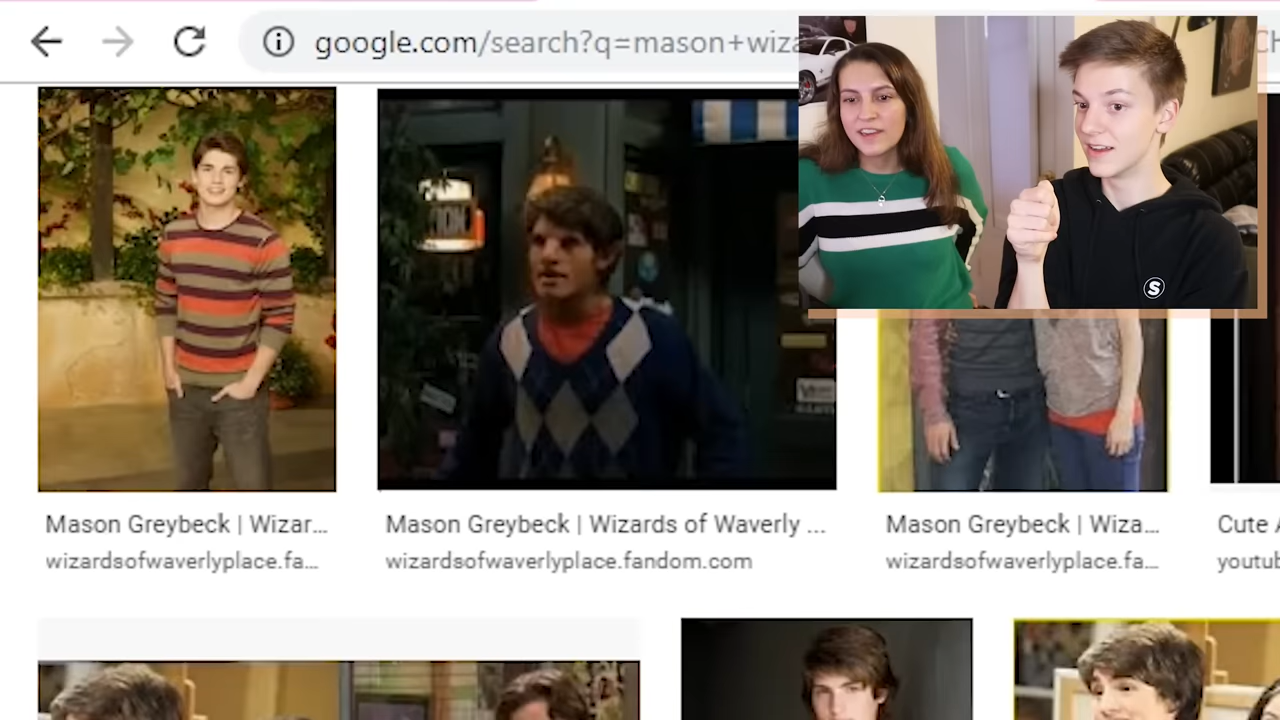 google.com/search?q=mason+wiza
CH
S
Mason Greybeck | Wizar...
wizardsofwaverlyplace.fa...
Mason Greybeck | Wizards of Waverly ...
wizardsofwaverlyplace.fandom.com
Mason Greybeck | Wiza...
wizardsofwaverlyplace.fa...
Cute
youtub